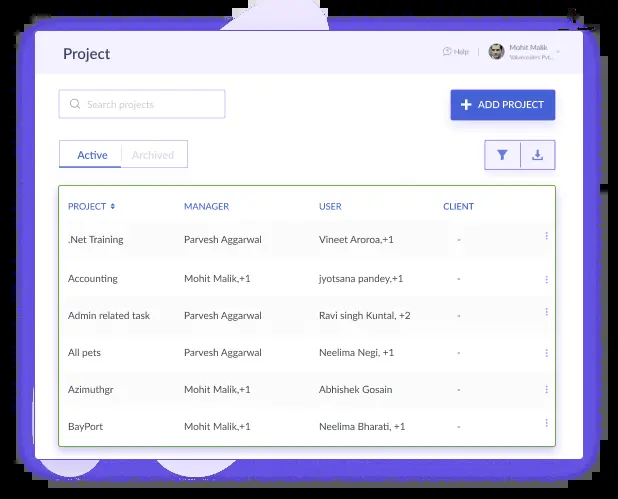 Project
Help
Mohit Malik
Valuecoders Pvt..
Search projects
+ ADD PROJECT
Active Archived
PROJECT MANAGER USER CLIENT
.Net Training Parvesh Aggarwal Vineet Aroroa,+1 -
Accounting Mohit Malik,+1 jyotsana pandey,+1 -
Admin related task Parvesh Aggarwal Ravi singh Kuntal, +2 -
All pets Parvesh Aggarwal Neelima Negi, +1 -
Azimuthgr Mohit Malik,+1 Abhishek Gosain -
BayPort Mohit Malik,+1 Neelima Bharati, +1 -